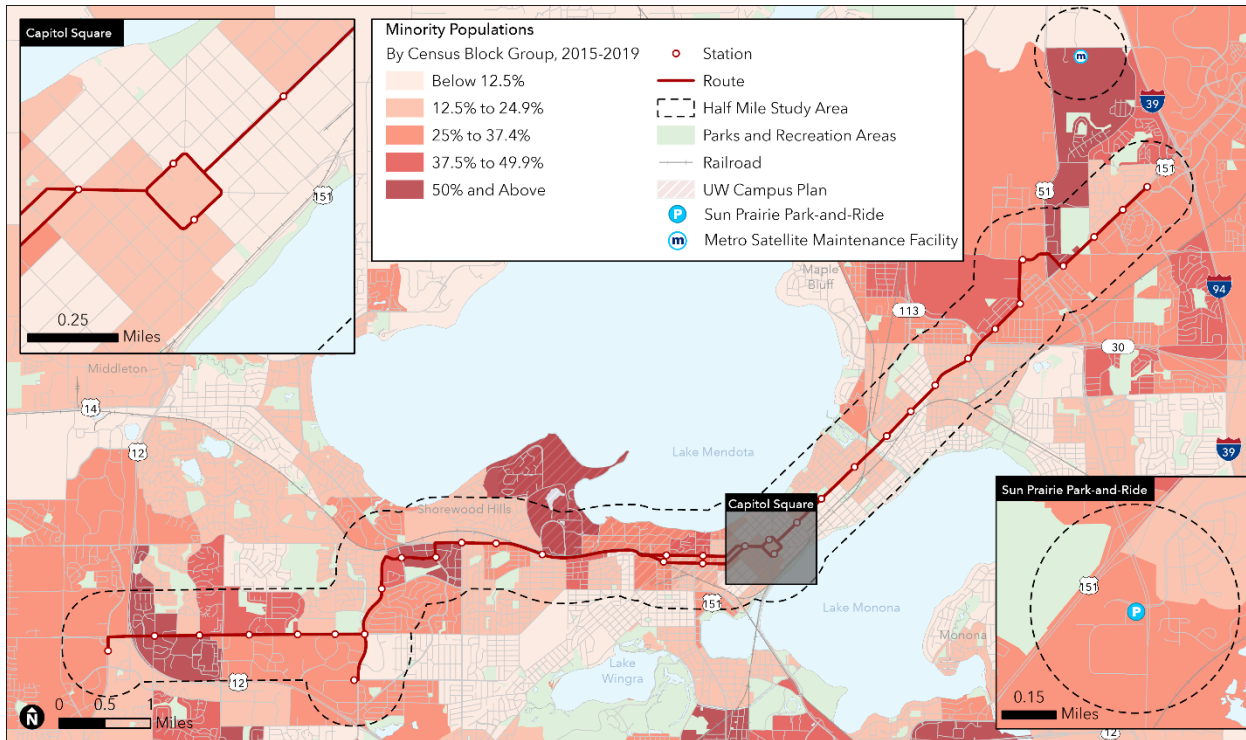 Capitol Square
0.25
Miles
151
Minority Populations
By Census Block Group, 2015-2019
Below 12.5%
12.5% to 24.9%
25% to 37.4%
37.5% to 49.9%
50% and Above
Station
Route
Half Mile Study Area
Parks and Recreation Areas
Railroad
UW Campus Plan
P Sun Prairie Park-and-Ride
m Metro Satellite Maintenance Facility
m
39
151
51
Maple
Bluff
94
113
30
Middleton
14
12
39
Lake Mendota
Shorewood Hills
Capitol Square
151
Lake Monona
Monona
Lake
Wingra
12
N
0 0.5 1
Miles
Sun Prairie Park-and-Ride
151
P
0.15
Miles
12